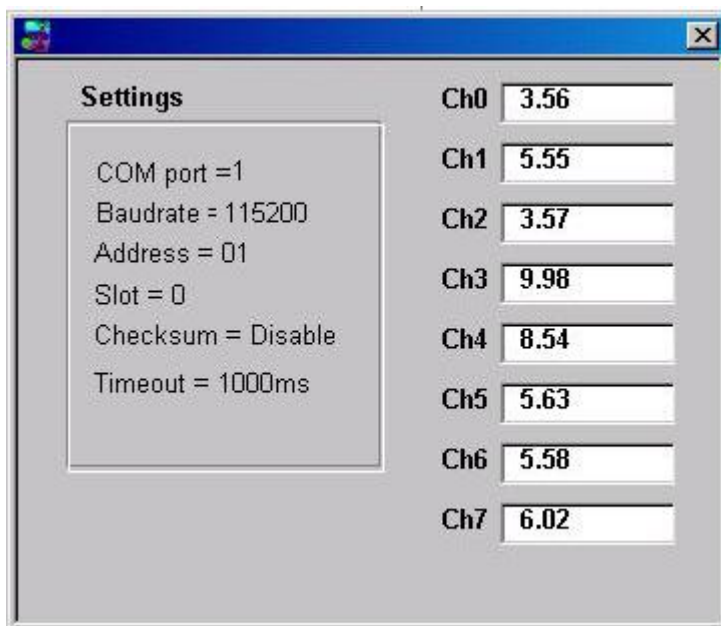 Settings
COM port =1
Baudrate = 115200
Address = 01
Slot = 0
Checksum = Disable
Timeout = 1000ms
Ch0 3.56
Ch1 5.55
Ch2 3.57
Ch3 9.98
Ch4 8.54
Ch5 5.63
Ch6 5.58
Ch7 6.02